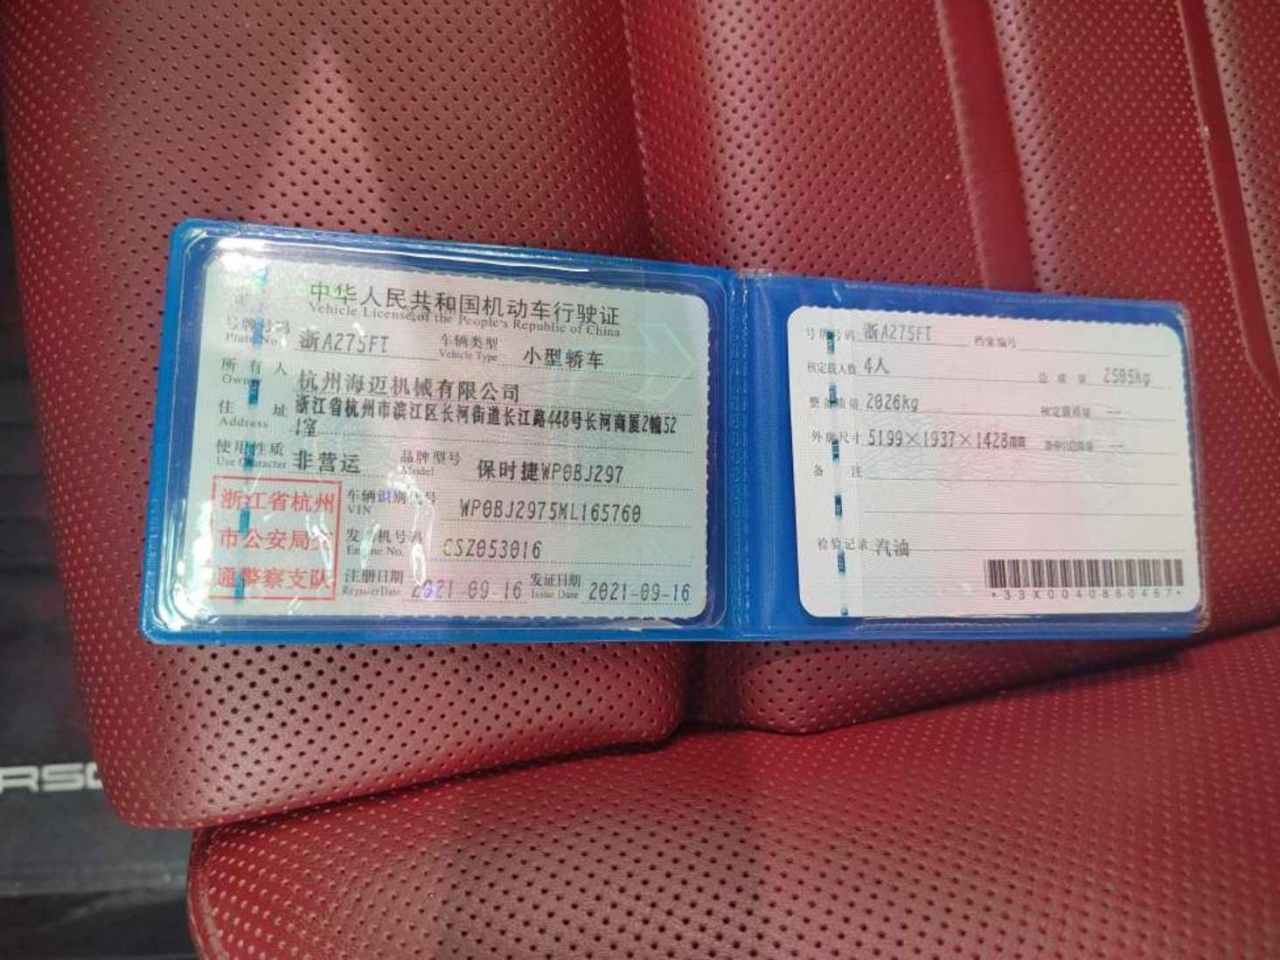 中华人民共和国机动车行驶证
Vehicle License of the People's Republic of China
号牌号码 浙A275FT 车辆类型 小型轿车
Plate No. Vehicle Type
所有人 杭州海迈机械有限公司
Owner
住址 浙江省杭州市滨江区长河街道长江路448号长河商厦2幢52
Address 1室
使用性质 非营运 品牌型号 保时捷WP0BJ297
Use Character Model
浙江省杭州
市公安局交
通警察支队
车辆识别代号 WP0BJ2975ML165760
VIN
发动机号码 CSZ053016
Engine No.
注册日期 2021-09-16 发证日期 2021-09-16
Register Date Issue Date
号牌号码 浙A275FT 档案编号
核定载人数 4人 总质量 2505kg
整备质量 2026kg 核定载质量 --
外廓尺寸 5199×1937×1428mm 准牵引总质量 --
备注
检验记录 汽油
*33X0040860467*
RSC